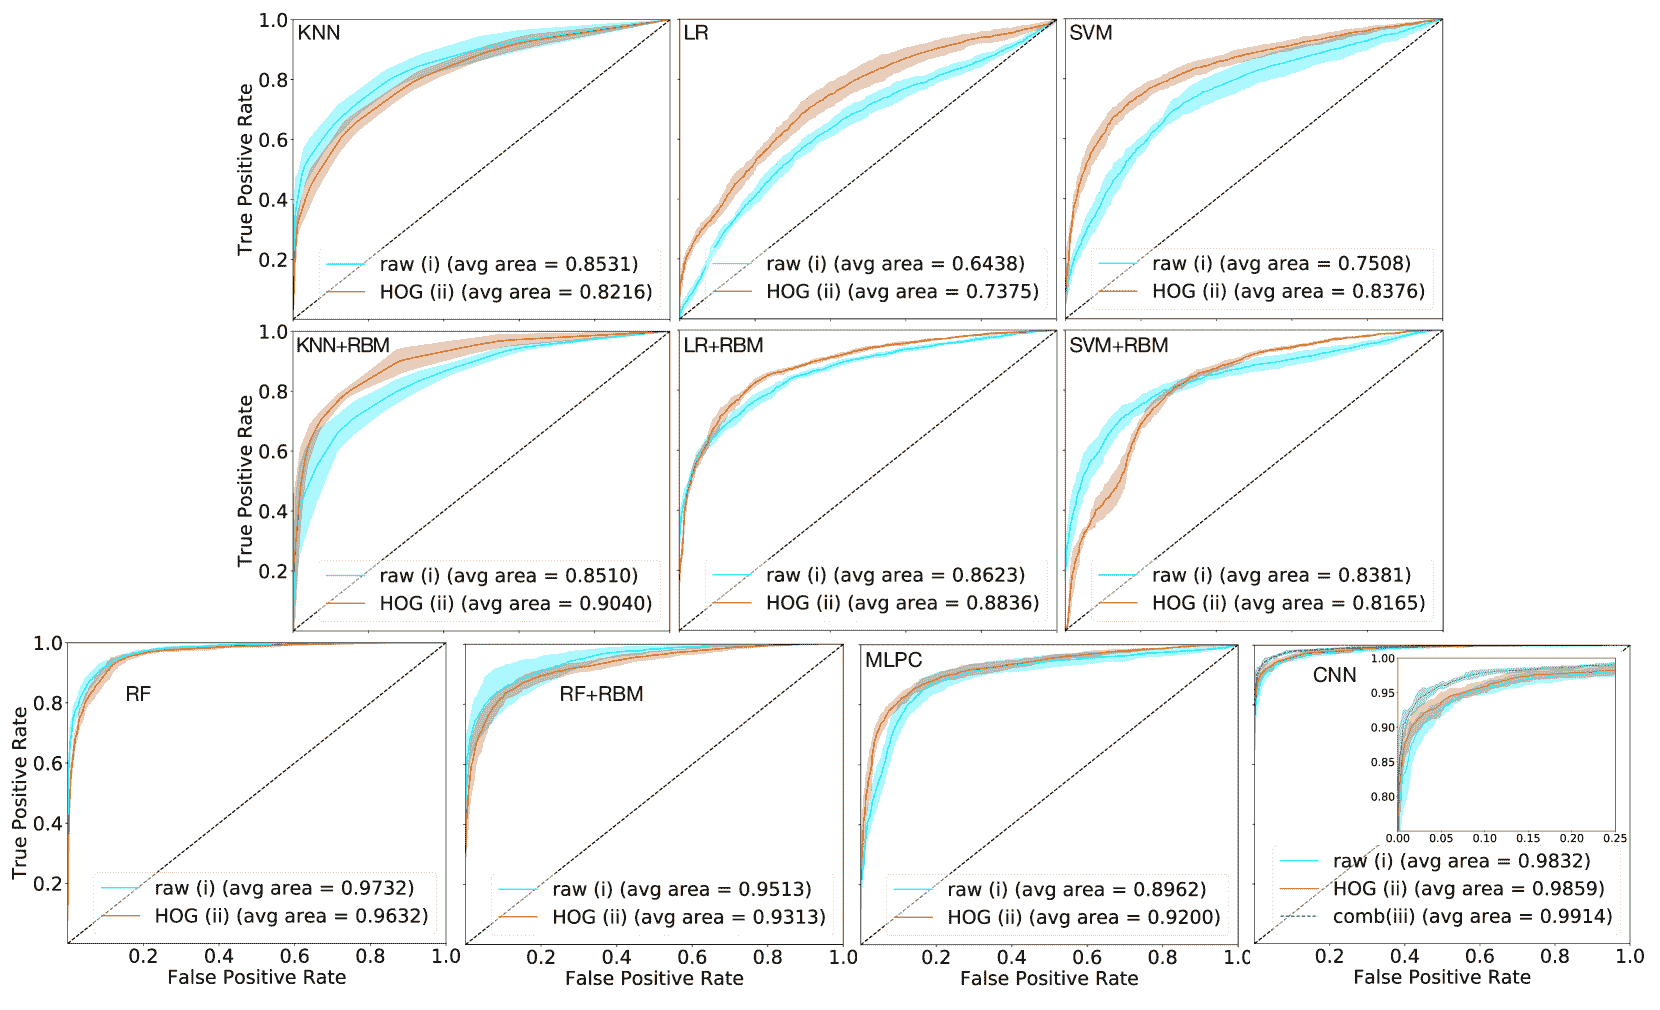 KNN
LR
SVM
True Positive Rate
1.0
0.8
0.6
0.4
0.2
raw (i) (avg area = 0.8531)
HOG (ii) (avg area = 0.8216)
raw (i) (avg area = 0.6438)
HOG (ii) (avg area = 0.7375)
raw (i) (avg area = 0.7508)
HOG (ii) (avg area = 0.8376)
KNN+RBM
LR+RBM
SVM+RBM
True Positive Rate
1.0
0.8
0.6
0.4
0.2
raw (i) (avg area = 0.8510)
HOG (ii) (avg area = 0.9040)
raw (i) (avg area = 0.8623)
HOG (ii) (avg area = 0.8836)
raw (i) (avg area = 0.8381)
HOG (ii) (avg area = 0.8165)
RF
RF+RBM
MLPC
CNN
True Positive Rate
1.0
0.8
0.6
0.4
0.2
raw (i) (avg area = 0.9732)
HOG (ii) (avg area = 0.9632)
0.2 0.4 0.6 0.8 1.0
False Positive Rate
raw (i) (avg area = 0.9513)
HOG (ii) (avg area = 0.9313)
0.2 0.4 0.6 0.8 1.0
False Positive Rate
raw (i) (avg area = 0.8962)
HOG (ii) (avg area = 0.9200)
0.2 0.4 0.6 0.8 1.0
False Positive Rate
1.00
0.95
0.90
0.85
0.80
0.00 0.05 0.10 0.15 0.20 0.25
raw (i) (avg area = 0.9832)
HOG (ii) (avg area = 0.9859)
comb(iii) (avg area = 0.9914)
0.2 0.4 0.6 0.8 1.0
False Positive Rate